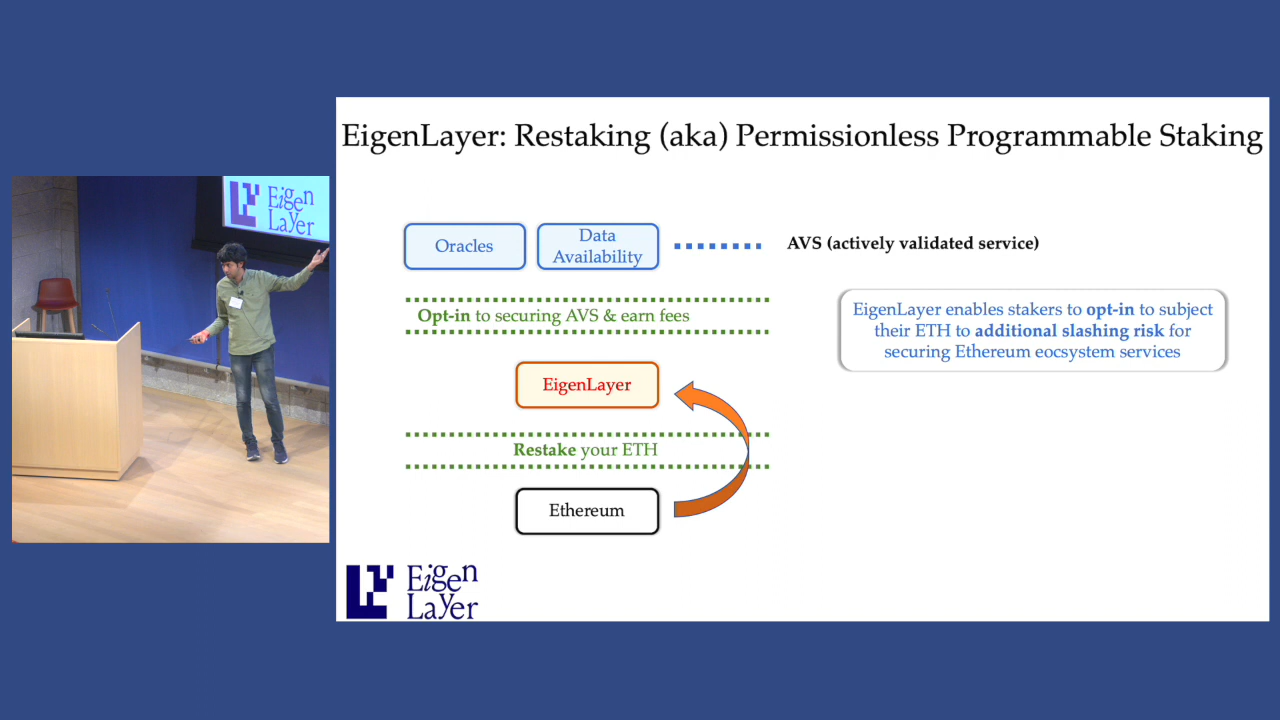 EigenLayer: Restaking (aka) Permissionless Programmable Staking
Eigen
Layer
Oracles
Data
Availability
AVS (actively validated service)
Opt-in to securing AVS & earn fees
EigenLayer enables stakers to opt-in to subject
their ETH to additional slashing risk for
securing Ethereum eocsystem services
EigenLayer
Restake your ETH
Ethereum
Eigen
Layer